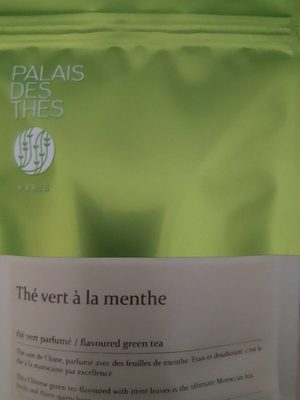 PALAIS
DES
THÉS
PARIS
Thé vert à la menthe
thé vert parfumé / flavoured green tea
Thé vert de Chine, parfumé avec des feuilles de menthe. Frais et désaltérant, c'est le
thé à la marocaine par excellence.
This Chinese green tea flavoured with mint leaves is the ultimate Moroccan tea.